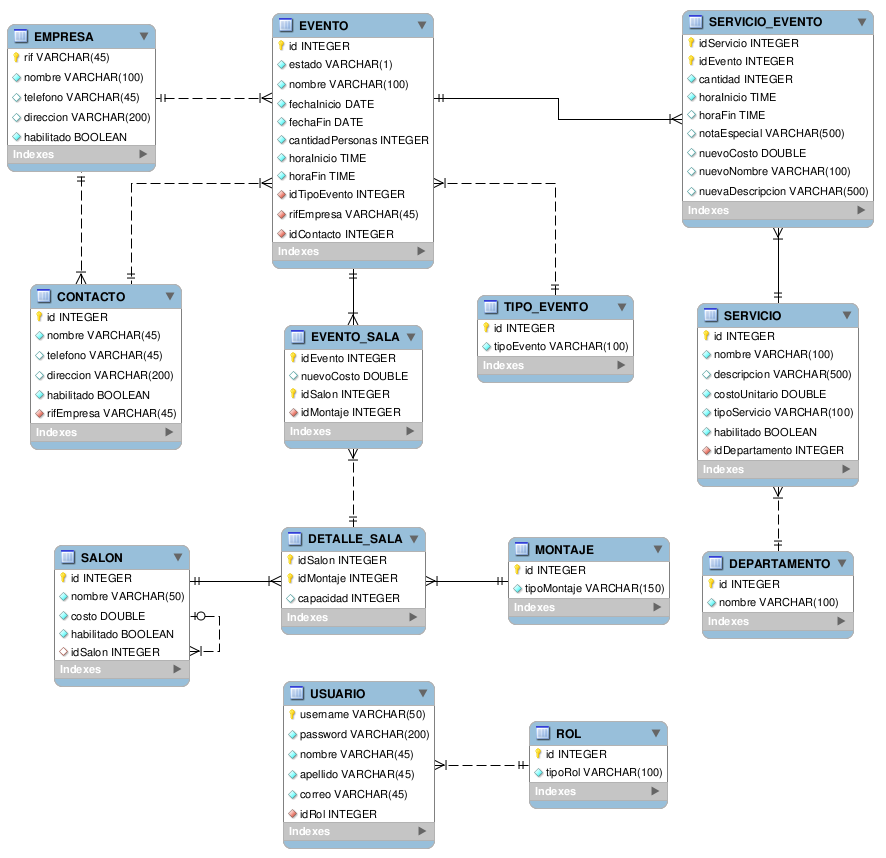 EMPRESA
rif VARCHAR(45)
nombre VARCHAR(100)
telefono VARCHAR(45)
direccion VARCHAR(200)
habilitado BOOLEAN
Indexes
EVENTO
id INTEGER
estado VARCHAR(1)
nombre VARCHAR(100)
fechaInicio DATE
fechaFin DATE
cantidadPersonas INTEGER
horaInicio TIME
horaFin TIME
idTipoEvento INTEGER
rifEmpresa VARCHAR(45)
idContacto INTEGER
Indexes
SERVICIO_EVENTO
idServicio INTEGER
idEvento INTEGER
cantidad INTEGER
horaInicio TIME
horaFin TIME
notaEspecial VARCHAR(500)
nuevoCosto DOUBLE
nuevoNombre VARCHAR(100)
nuevaDescripcion VARCHAR(500)
Indexes
CONTACTO
id INTEGER
nombre VARCHAR(45)
telefono VARCHAR(45)
direccion VARCHAR(200)
habilitado BOOLEAN
rifEmpresa VARCHAR(45)
Indexes
EVENTO_SALA
idEvento INTEGER
nuevoCosto DOUBLE
idSalon INTEGER
idMontaje INTEGER
Indexes
TIPO_EVENTO
id INTEGER
tipoEvento VARCHAR(100)
Indexes
SERVICIO
id INTEGER
nombre VARCHAR(100)
descripcion VARCHAR(500)
costoUnitario DOUBLE
tipoServicio VARCHAR(100)
habilitado BOOLEAN
idDepartamento INTEGER
Indexes
SALON
id INTEGER
nombre VARCHAR(50)
costo DOUBLE
habilitado BOOLEAN
idSalon INTEGER
Indexes
DETALLE_SALA
idSalon INTEGER
idMontaje INTEGER
capacidad INTEGER
Indexes
MONTAJE
id INTEGER
tipoMontaje VARCHAR(150)
Indexes
DEPARTAMENTO
id INTEGER
nombre VARCHAR(100)
Indexes
USUARIO
username VARCHAR(50)
password VARCHAR(200)
nombre VARCHAR(45)
apellido VARCHAR(45)
correo VARCHAR(45)
idRol INTEGER
Indexes
ROL
id INTEGER
tipoRol VARCHAR(100)
Indexes